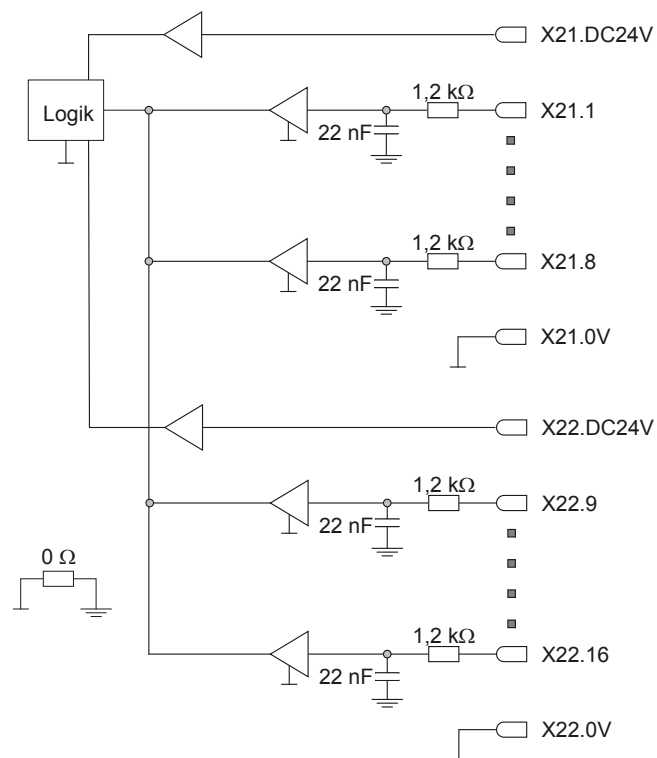 X21.DC24V
Logik
1,2 kΩ
X21.1
22 nF
1,2 kΩ
X21.8
22 nF
X21.0V
X22.DC24V
1,2 kΩ
X22.9
22 nF
0 Ω
1,2 kΩ
X22.16
22 nF
X22.0V